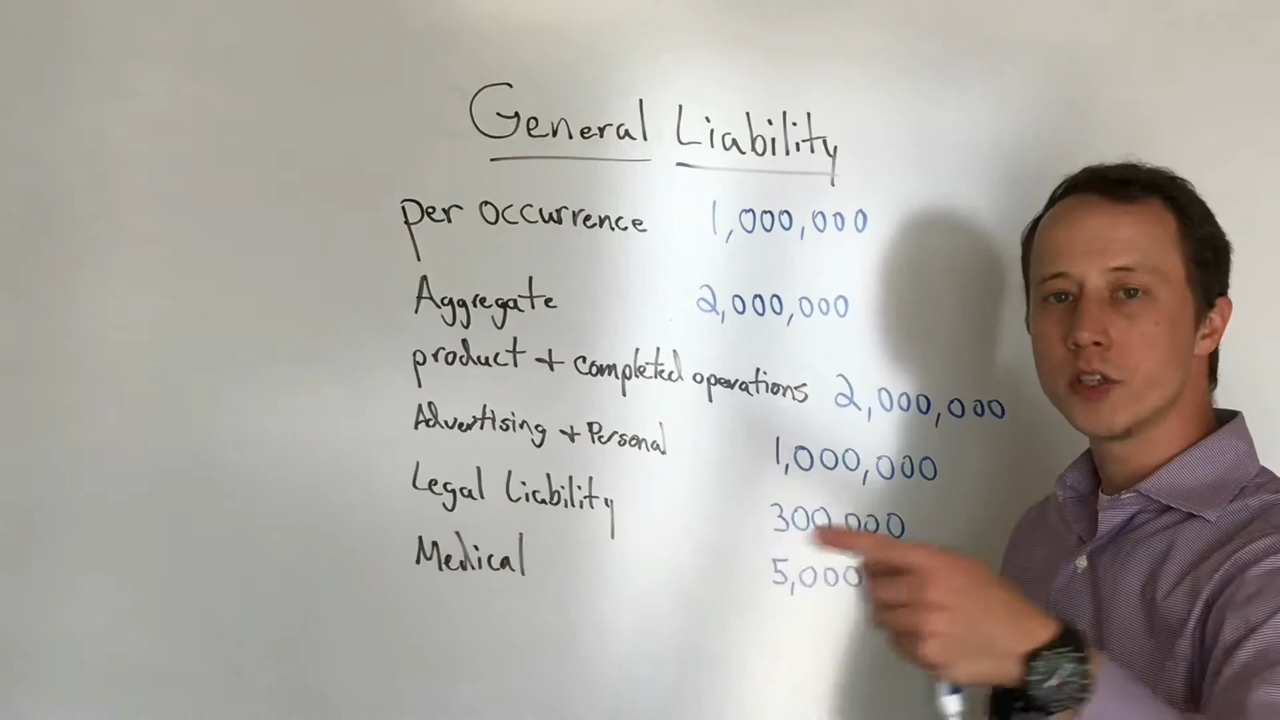 General Liability
per occurrence 1,000,000
Aggregate 2,000,000
product + completed operations 2,000,000
Advertising + Personal 1,000,000
Legal Liability 300,000
Medical 5,000